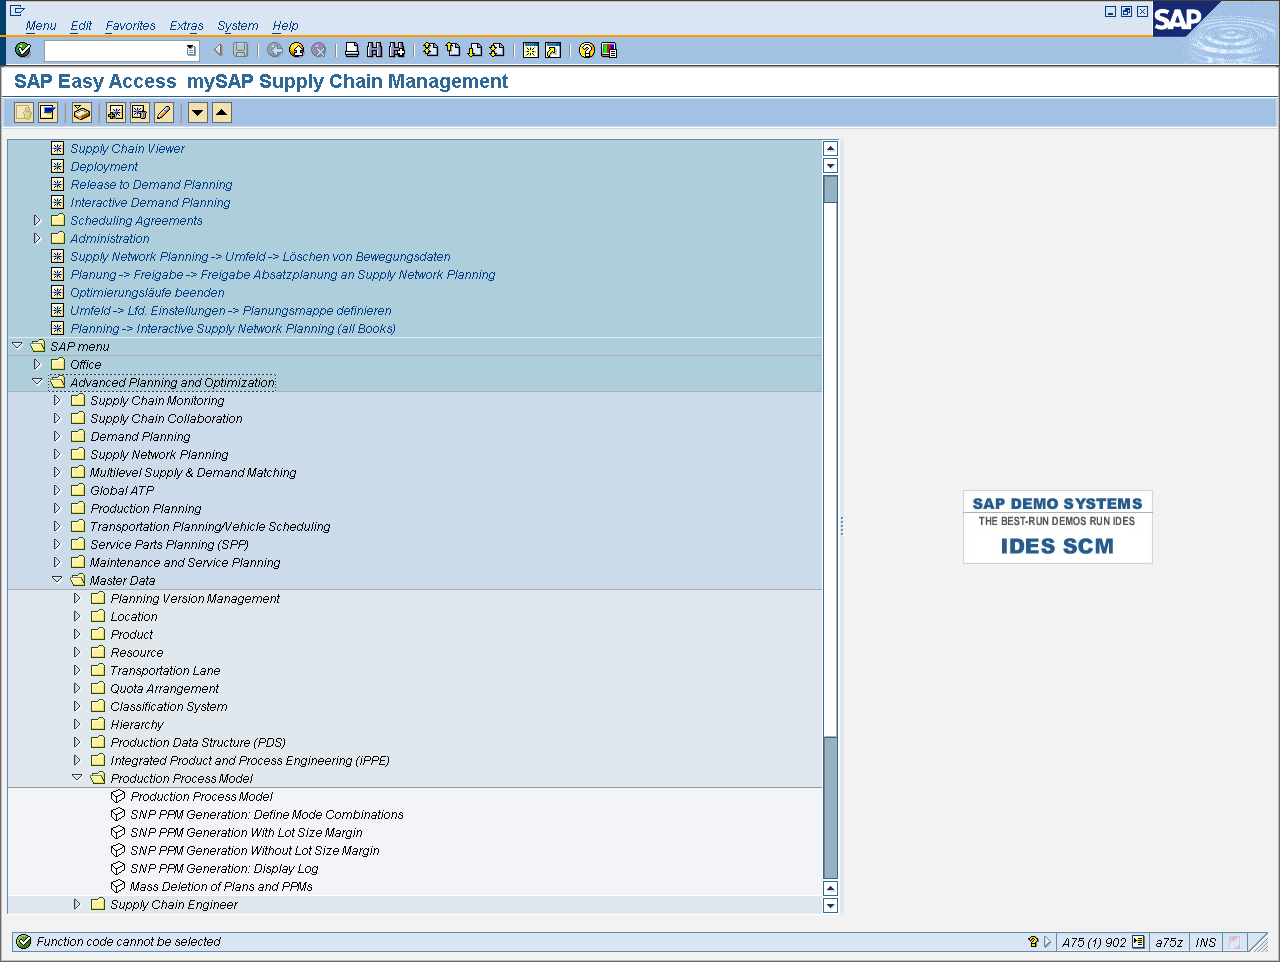 Menu Edit Favorites Extras System Help
SAP
SAP Easy Access mySAP Supply Chain Management
Supply Chain Viewer
Deployment
Release to Demand Planning
Interactive Demand Planning
Scheduling Agreements
Administration
Supply Network Planning -> Umfeld -> Löschen von Bewegungsdaten
Planung -> Freigabe -> Freigabe Absatzplanung an Supply Network Planning
Optimierungsläufe beenden
Umfeld -> Lfd. Einstellungen -> Planungsmappe definieren
Planning -> Interactive Supply Network Planning (all Books)
SAP menu
Office
Advanced Planning and Optimization
Supply Chain Monitoring
Supply Chain Collaboration
Demand Planning
Supply Network Planning
Multilevel Supply & Demand Matching
Global ATP
Production Planning
Transportation Planning/Vehicle Scheduling
Service Parts Planning (SPP)
Maintenance and Service Planning
Master Data
Planning Version Management
Location
Product
Resource
Transportation Lane
Quota Arrangement
Classification System
Hierarchy
Production Data Structure (PDS)
Integrated Product and Process Engineering (iPPE)
Production Process Model
Production Process Model
SNP PPM Generation: Define Mode Combinations
SNP PPM Generation With Lot Size Margin
SNP PPM Generation Without Lot Size Margin
SNP PPM Generation: Display Log
Mass Deletion of Plans and PPMs
Supply Chain Engineer
SAP DEMO SYSTEMS
THE BEST-RUN DEMOS RUN IDES
IDES SCM
Function code cannot be selected
A75 (1) 902 a75z INS